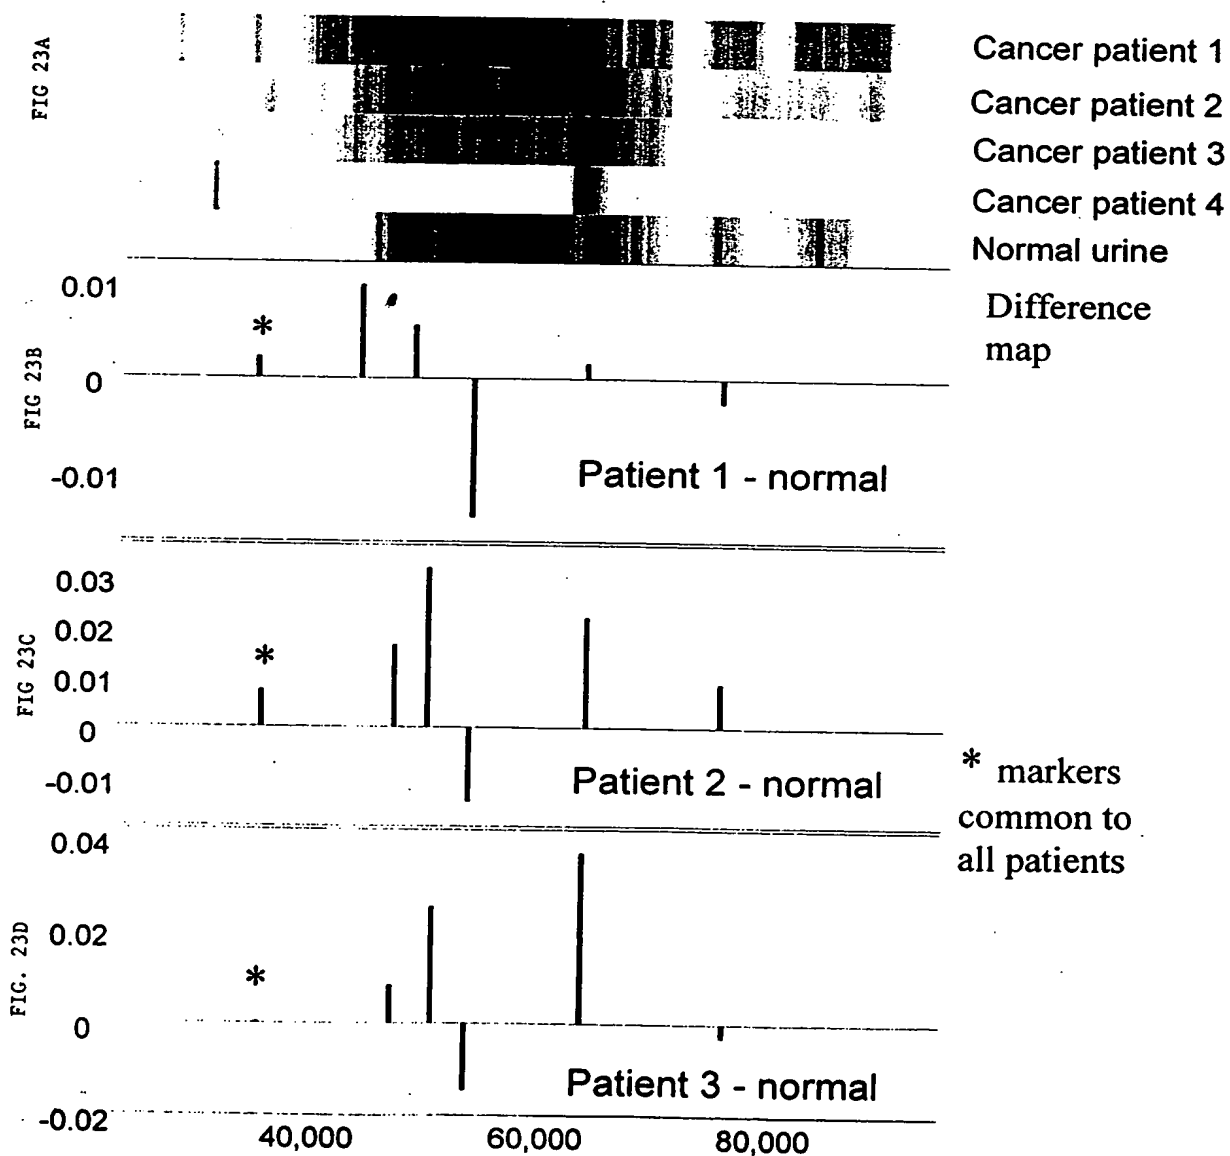 FIG 23A
Cancer patient 1
Cancer patient 2
Cancer patient 3
Cancer patient 4
Normal urine
Difference
map
FIG 23B
0.01
*
0
-0.01
Patient 1 - normal
FIG 23C
0.03
0.02
*
0.01
0
-0.01
Patient 2 - normal
* markers
common to
all patients
FIG. 23D
0.04
0.02
*
0
Patient 3 - normal
-0.02
40,000
60,000
80,000